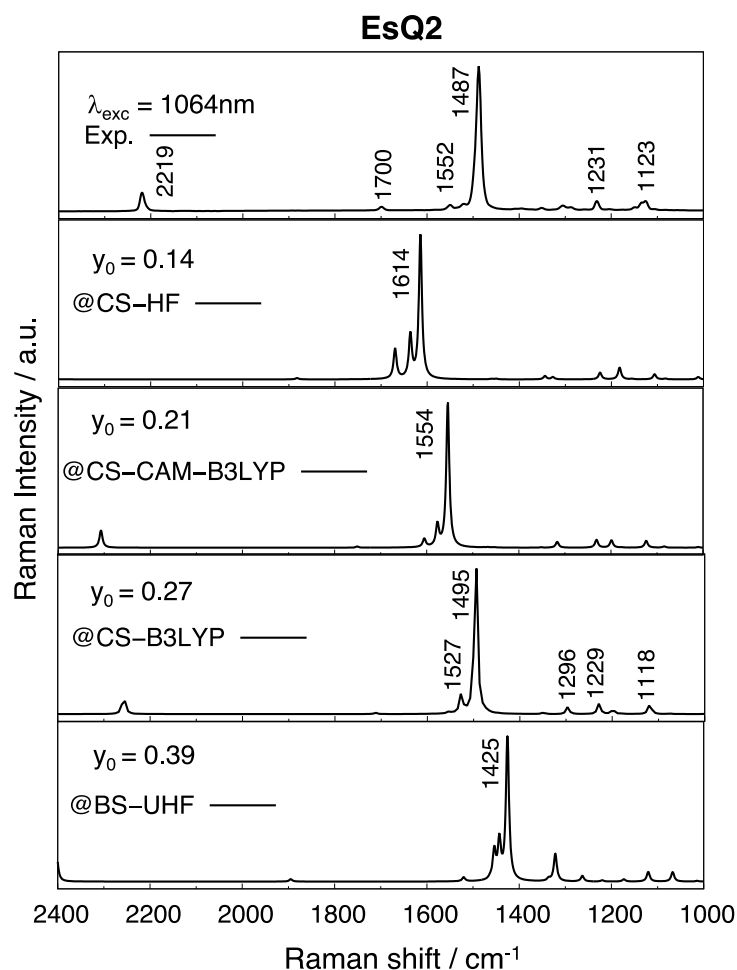 EsQ2
λexc = 1064nm
Exp.
2219
1700
1552
1487
1231
1123
y0 = 0.14
@CS−HF
1614
y0 = 0.21
@CS−CAM−B3LYP
1554
y0 = 0.27
@CS−B3LYP
1527
1495
1296
1229
1118
y0 = 0.39
@BS−UHF
1425
Raman Intensity / a.u.
2400 2200 2000 1800 1600 1400 1200 1000
Raman shift / cm-1